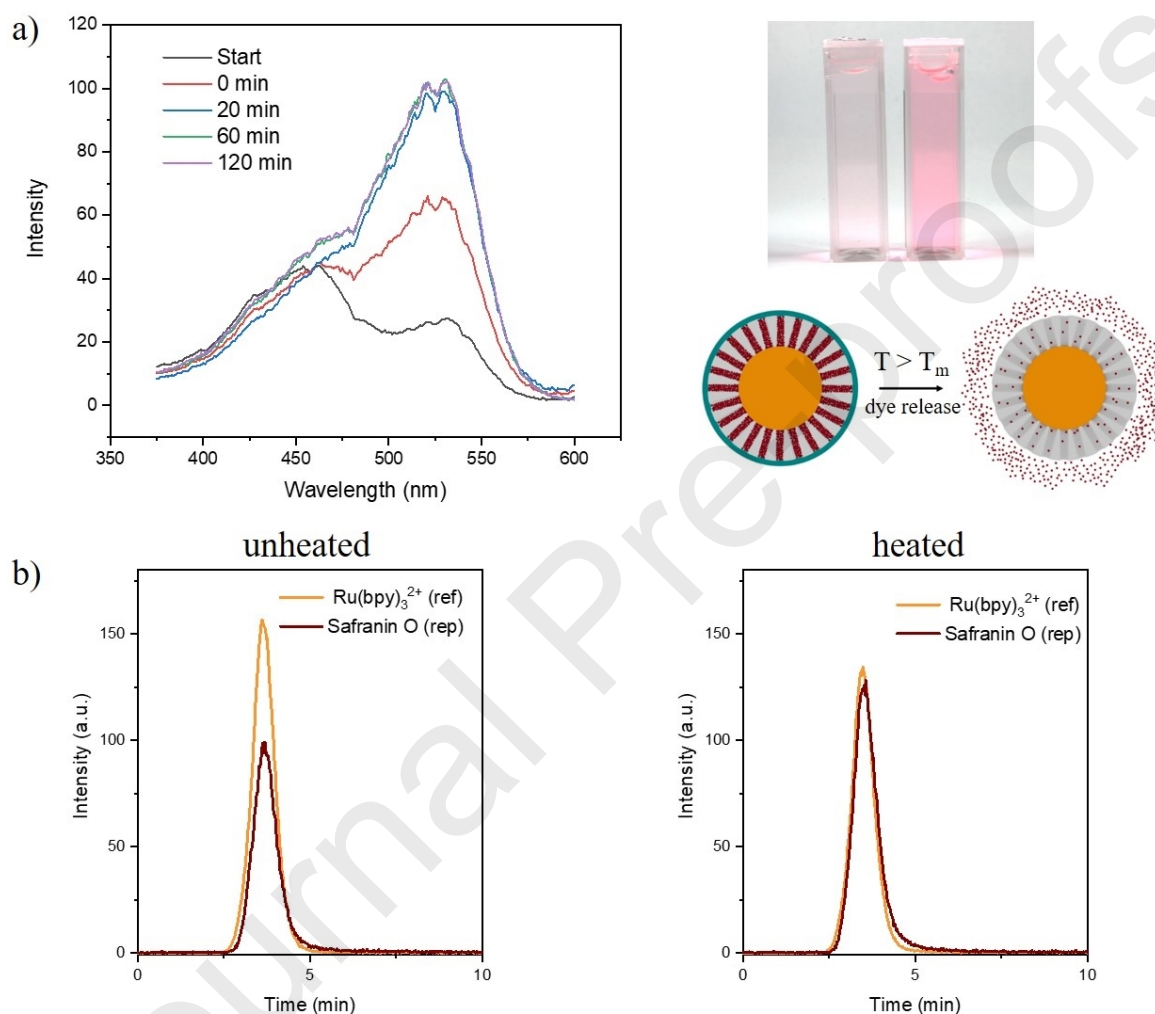 a)
120
100
80
60
40
20
0
Intensity
Start
0 min
20 min
60 min
120 min
350 400 450 500 550 600
Wavelength (nm)
T > Tₘ
dye release
Journal Pre-proofs
b)
unheated
Ru(bpy)₃²⁺ (ref)
Safranin O (rep)
150
100
50
0
Intensity (a.u.)
0 5 10
Time (min)
heated
Ru(bpy)₃²⁺ (ref)
Safranin O (rep)
150
100
50
0
Intensity (a.u.)
0 5 10
Time (min)